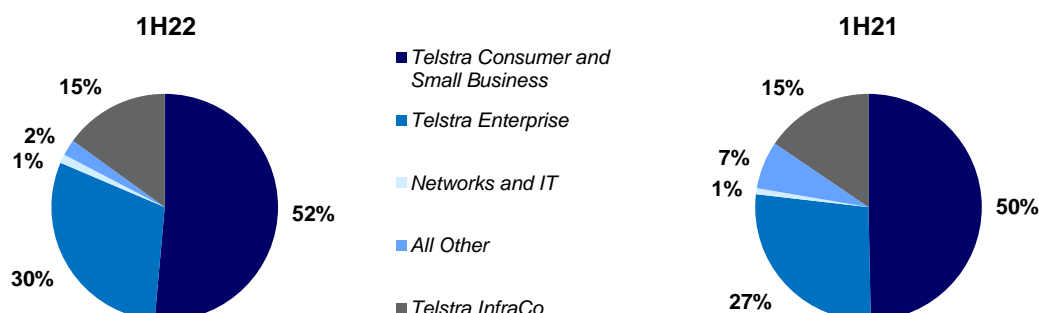 1H22
1H21
Telstra Consumer and
Small Business
Telstra Enterprise
Networks and IT
All Other
Telstra InfraCo
15%
2%
1%
52%
30%
15%
7%
1%
50%
27%